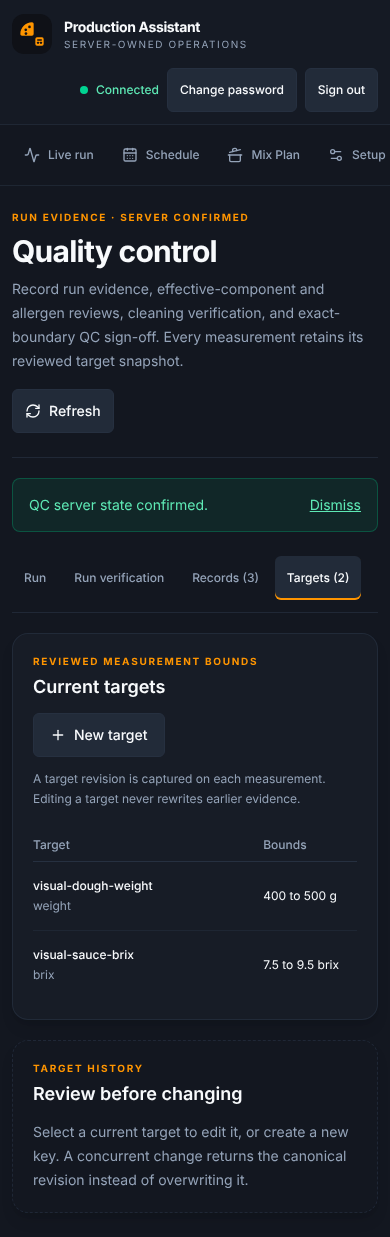 Production Assistant
SERVER-OWNED OPERATIONS
Connected
Change password
Sign out
Live run
Schedule
Mix Plan
Setup
RUN EVIDENCE · SERVER CONFIRMED
Quality control
Record run evidence, effective-component and
allergen reviews, cleaning verification, and exact-
boundary QC sign-off. Every measurement retains its
reviewed target snapshot.
Refresh
QC server state confirmed.
Dismiss
Run
Run verification
Records (3)
Targets (2)
REVIEWED MEASUREMENT BOUNDS
Current targets
New target
A target revision is captured on each measurement.
Editing a target never rewrites earlier evidence.
Target
Bounds
visual-dough-weight
weight
400 to 500 g
visual-sauce-brix
brix
7.5 to 9.5 brix
TARGET HISTORY
Review before changing
Select a current target to edit it, or create a new
key. A concurrent change returns the canonical
revision instead of overwriting it.